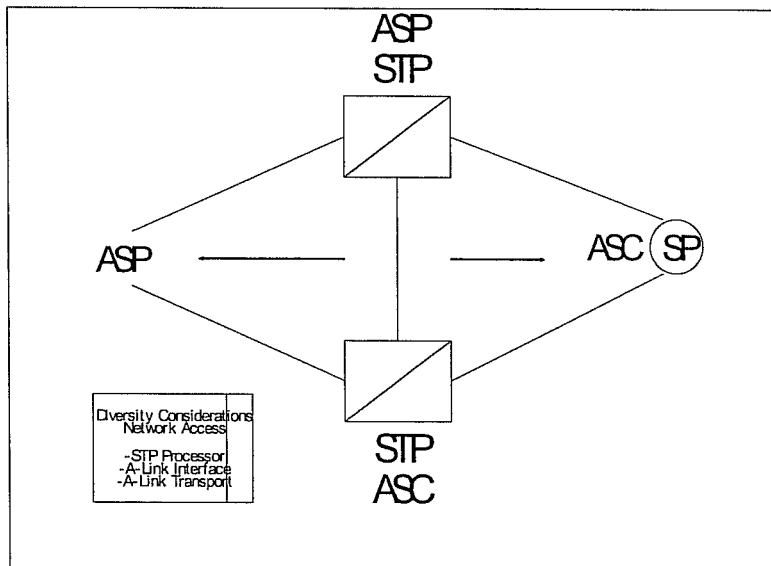 ASP
STP
ASP
ASC SP
Diversity Considerations
Network Access
-STP Processor
-A-Link Interface
-A-Link Transport
STP
ASC